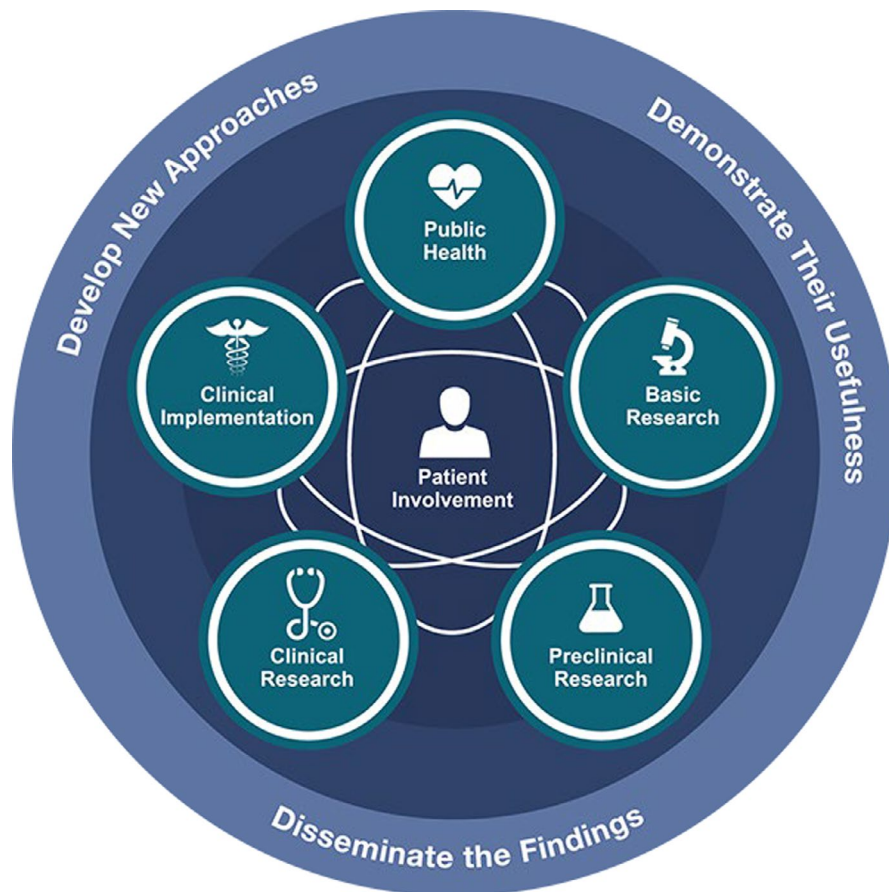 Develop New Approaches
Demonstrate Their Usefulness
Public
Health
Clinical
Implementation
Basic
Research
Patient
Involvement
Clinical
Research
Preclinical
Research
Disseminate the Findings